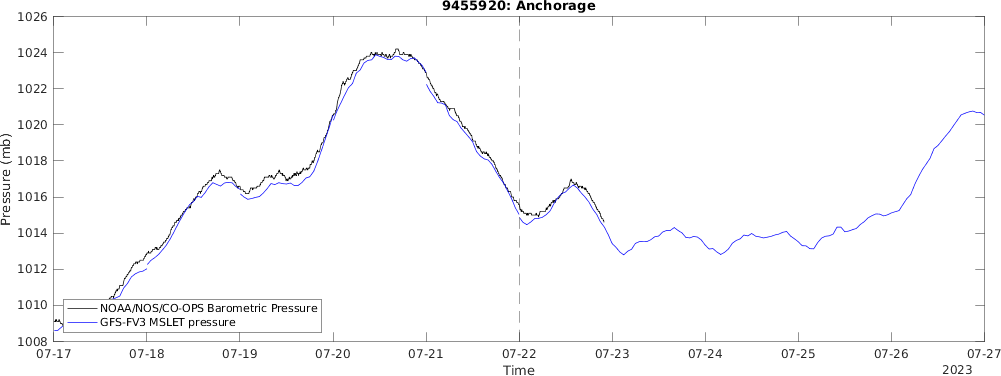 9455920: Anchorage
1026
1024
1022
1020
1018
1016
1014
1012
1010
1008
Pressure (mb)
NOAA/NOS/CO-OPS Barometric Pressure
GFS-FV3 MSLET pressure
07-17 07-18 07-19 07-20 07-21 07-22 07-23 07-24 07-25 07-26 07-27
Time
2023